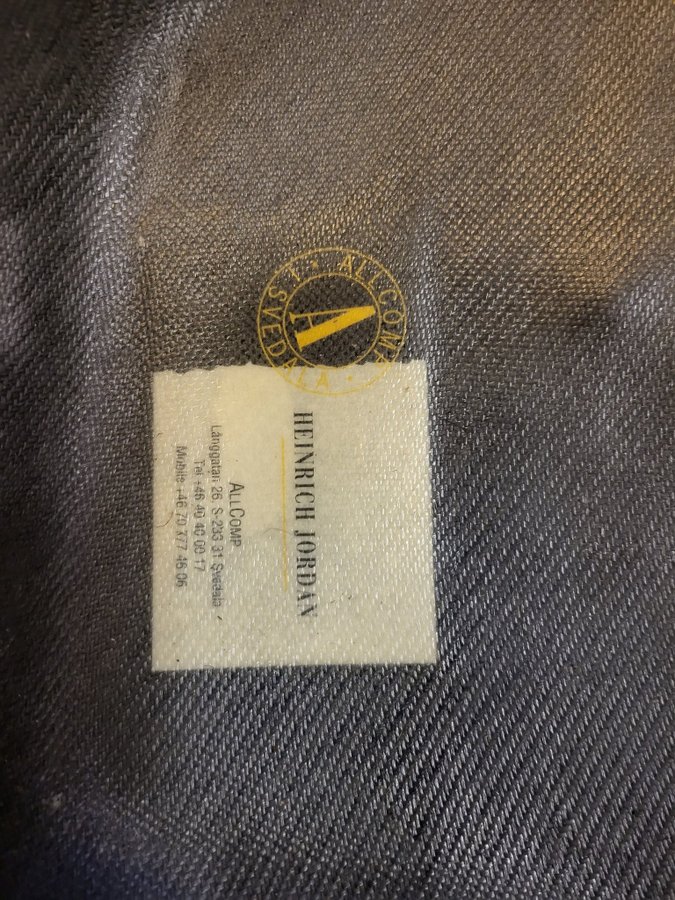 ALLCOMP
SVEDALA
A
HEINRICH JORDAN
ALLCOMP
Långgatan 26. S-233 31 Svedala
Tel +46 40 40 00 17
Mobile +46 70 377 46 06